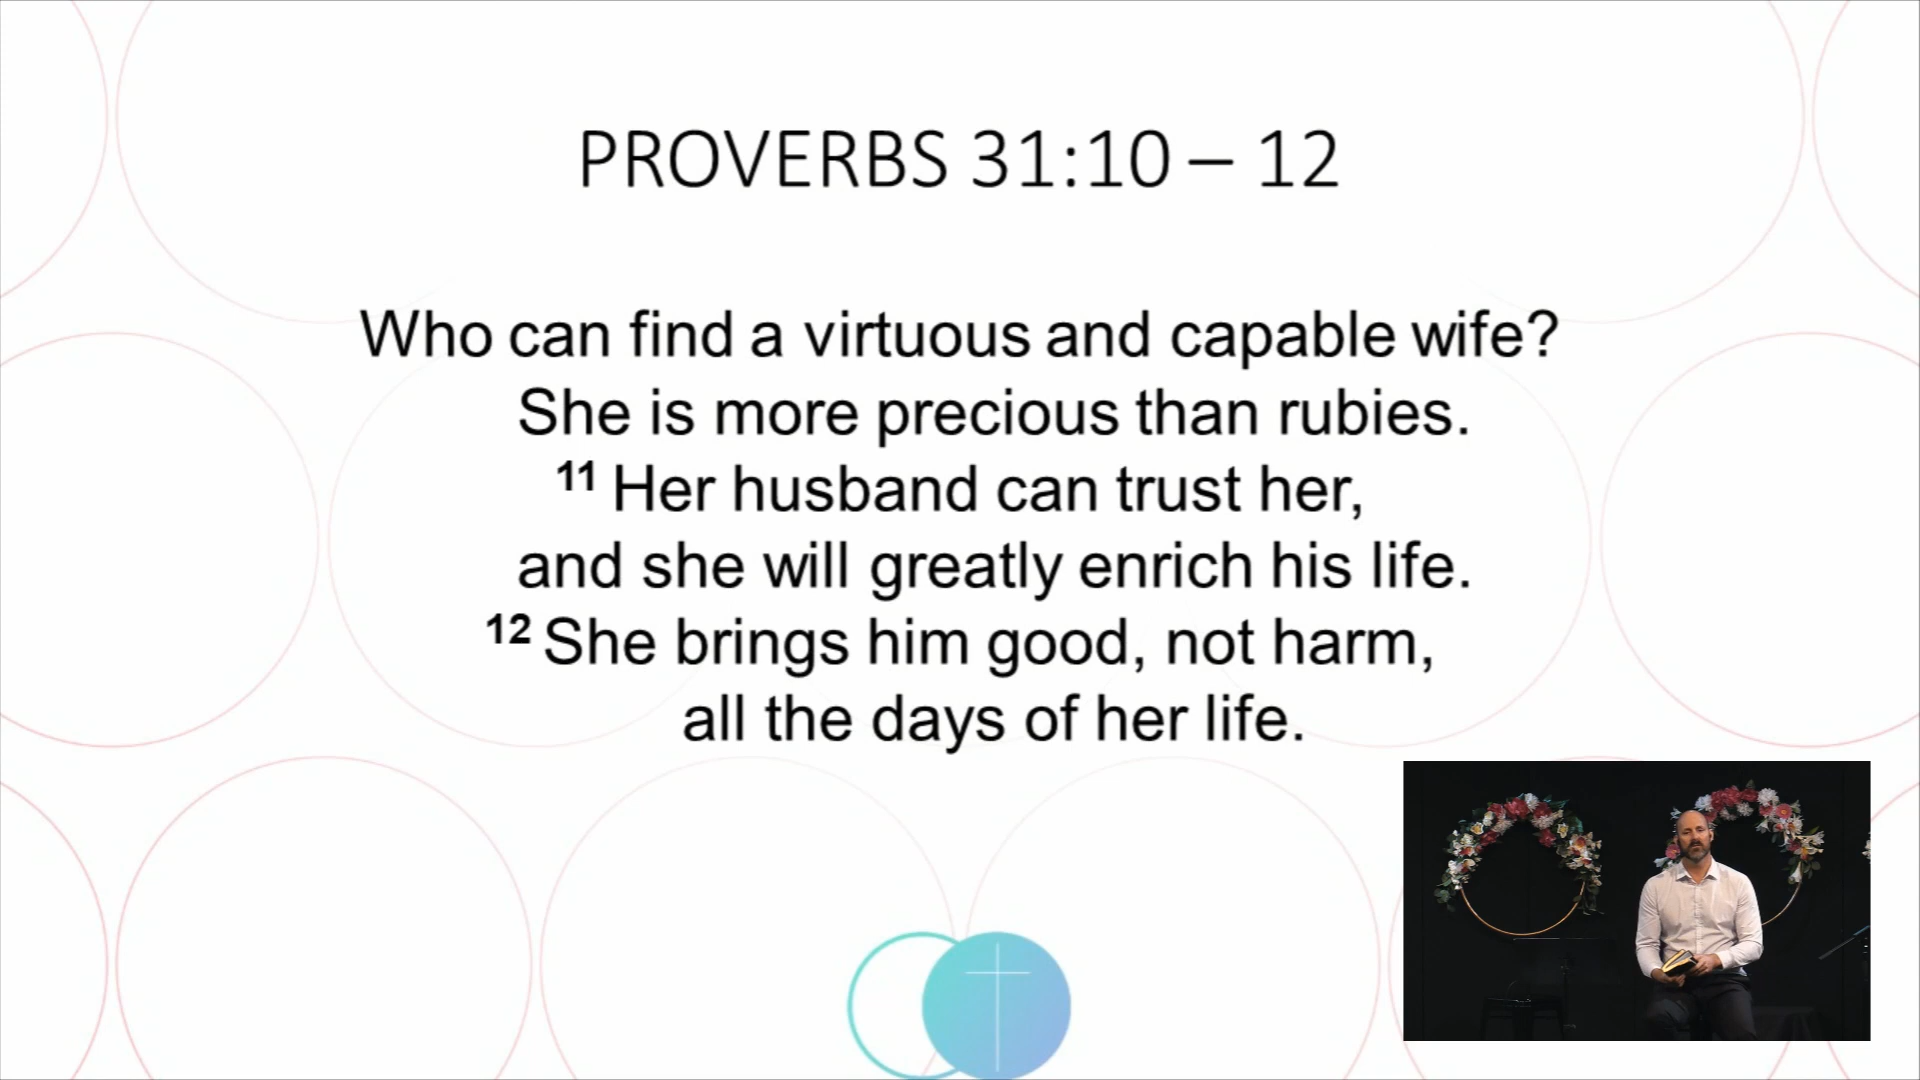 PROVERBS 31:10 – 12
Who can find a virtuous and capable wife?
She is more precious than rubies.
11 Her husband can trust her,
and she will greatly enrich his life.
12 She brings him good, not harm,
all the days of her life.